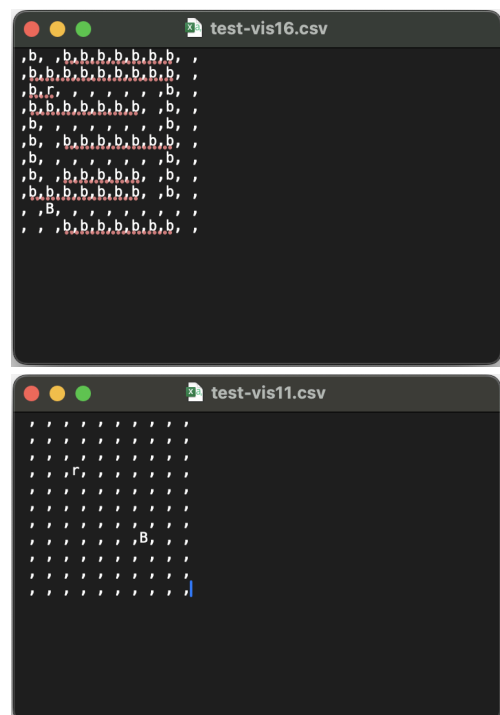 test-vis16.csv
,b, ,b,b,b,b,b,b,b, ,
,b,b,b,b,b,b,b,b,b, ,
,b,r, , , , , , ,b, ,
,b,b,b,b,b,b,b, ,b, ,
,b, , , , , , , ,b, ,
,b, ,b,b,b,b,b,b,b, ,
,b, , , , , , , ,b, ,
,b, ,b,b,b,b,b, ,b, ,
,b,b,b,b,b,b,b, ,b, ,
, ,B, , , , , , , , ,
, , ,b,b,b,b,b,b,b, ,
test-vis11.csv
 , , , , , , , , , ,
 , , , , , , , , , ,
 , , , , , , , , , ,
 , , ,r, , , , , , ,
 , , , , , , , , , ,
 , , , , , , , , , ,
 , , , , , , , , , ,
 , , , , , , ,B, , ,
 , , , , , , , , , ,
 , , , , , , , , , ,
 , , , , , , , , , ,